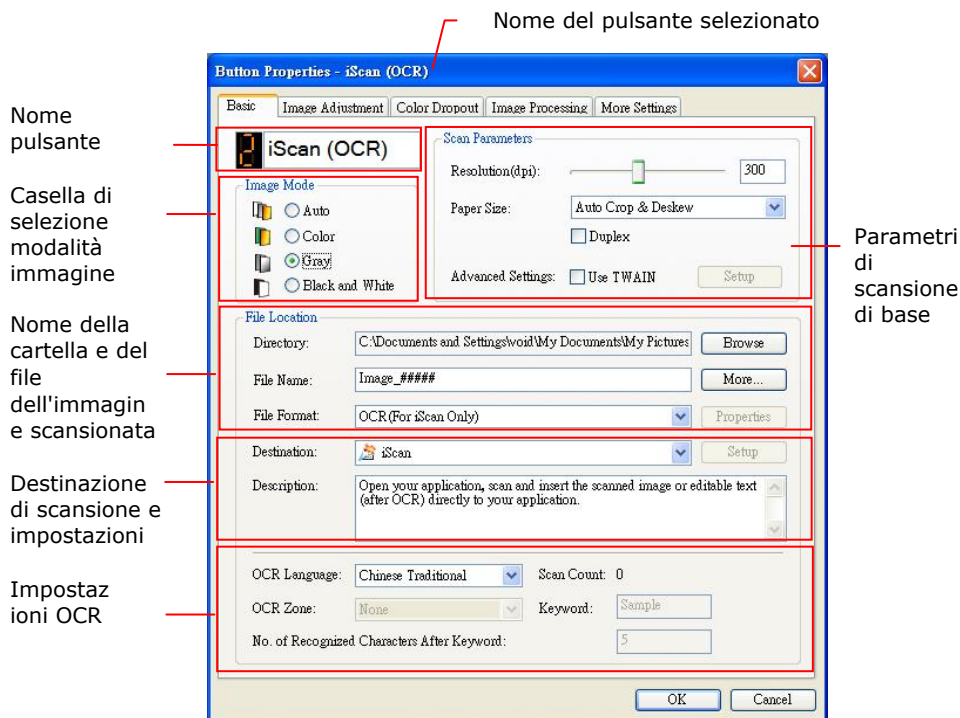 Nome del pulsante selezionato
Button Properties - iScan (OCR)
Basic Image Adjustment Color Dropout Image Processing More Settings
Nome
pulsante
2 iScan (OCR)
Scan Parameters
Resolution(dpi): 300
Paper Size: Auto Crop & Deskew
Duplex
Advanced Settings: Use TWAIN Setup
Parametri
di
scansione
di base
Casella di
selezione
modalità
immagine
Image Mode
Auto
Color
Gray
Black and White
Nome della
cartella e del
file
dell'immagin
e scansionata
File Location
Directory: C:\Documents and Settings\void\My Documents\My Pictures Browse
File Name: Image_##### More...
File Format: OCR(For iScan Only) Properties
Destinazione
di scansione e
impostazioni
Destination: iScan Setup
Description: Open your application, scan and insert the scanned image or editable text
(after OCR) directly to your application.
Impostaz
ioni OCR
OCR Language: Chinese Traditional Scan Count: 0
OCR Zone: None Keyword: Sample
No. of Recognized Characters After Keyword: 5
OK Cancel